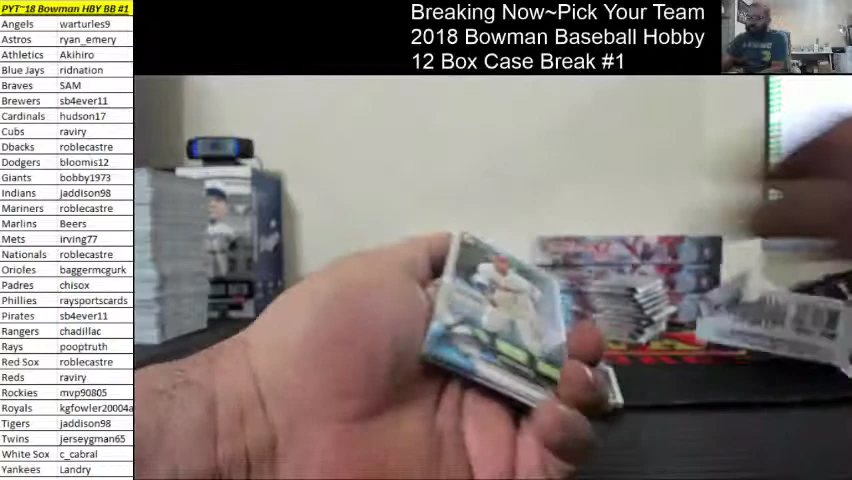 PYT~18 Bowman HBY BB #1
Angels warturles9
Astros ryan_emery
Athletics Akihiro
Blue Jays ridnation
Braves SAM
Brewers sb4ever11
Cardinals hudson17
Cubs raviry
Dbacks roblecastre
Dodgers bloomis12
Giants bobby1973
Indians jaddison98
Mariners roblecastre
Marlins Beers
Mets irving77
Nationals roblecastre
Orioles baggermcgurk
Padres chisox
Phillies raysportscards
Pirates sb4ever11
Rangers chadillac
Rays pooptruth
Red Sox roblecastre
Reds raviry
Rockies mvp90805
Royals kgfowler20004a
Tigers jaddison98
Twins jerseygman65
White Sox c_cabral
Yankees Landry
Breaking Now~Pick Your Team
2018 Bowman Baseball Hobby
12 Box Case Break #1